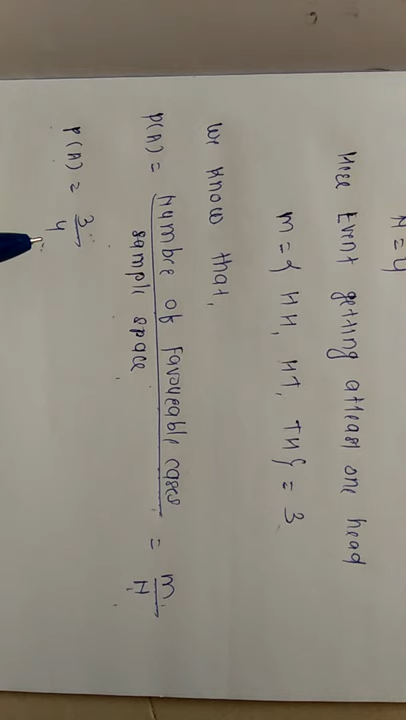 N = 4
Here Event getting atleast one head
m = { HH, HT, TH } = 3
We know that,
P(A) = Number of favourable cases / sample space = m / N
P(A) = 3/4